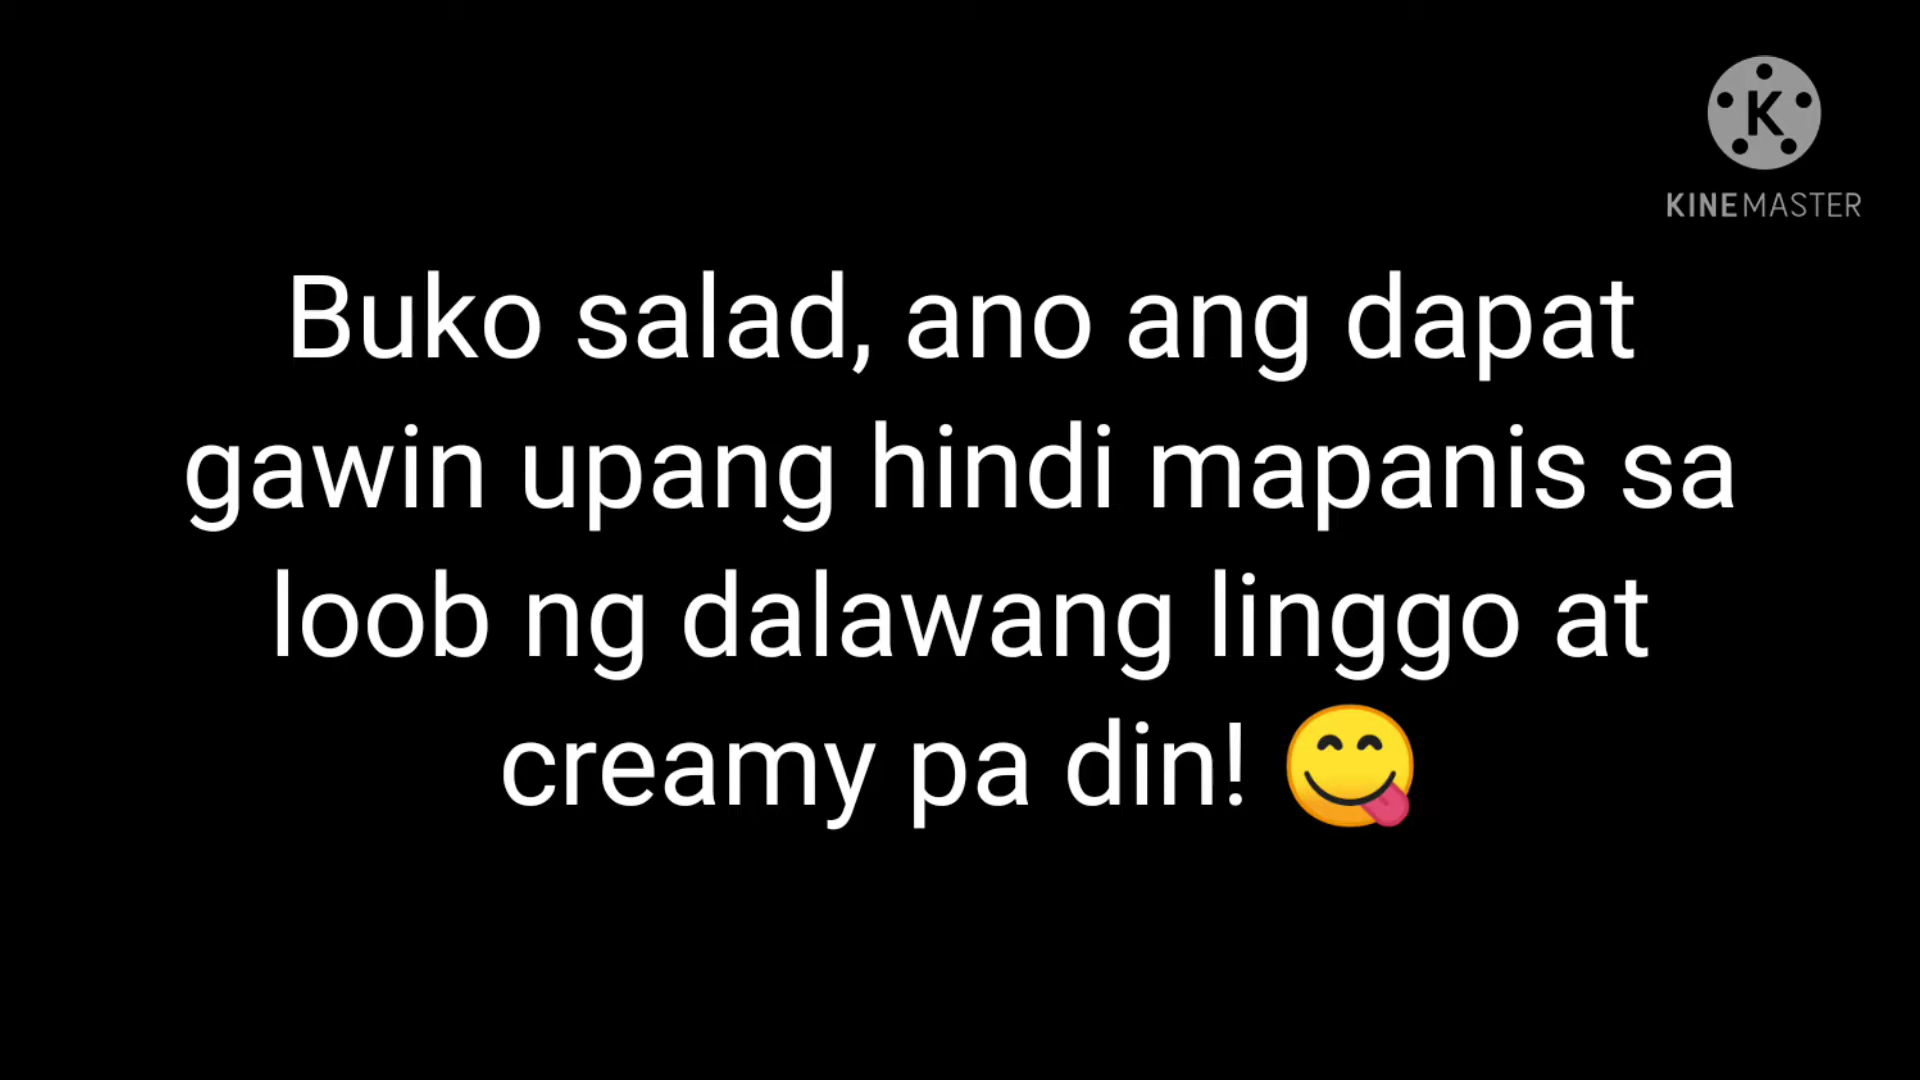 K
KINEMASTER
Buko salad, ano ang dapat
gawin upang hindi mapanis sa
loob ng dalawang linggo at
creamy pa din! 😋